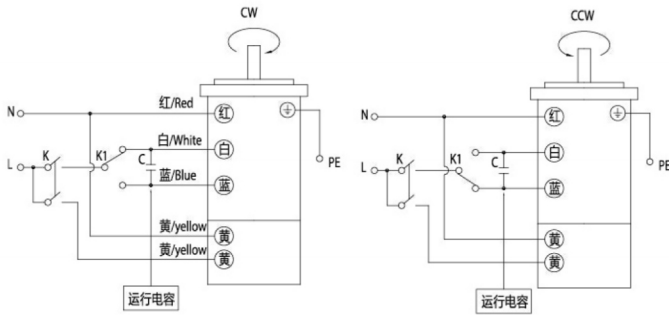 CW
N
红/Red
红
白/White
白
L
K
K1
C
PE
蓝/Blue
蓝
黄/yellow
黄
黄/yellow
黄
运行电容
CCW
N
红
白
L
K
K1
C
PE
蓝
黄
黄
运行电容